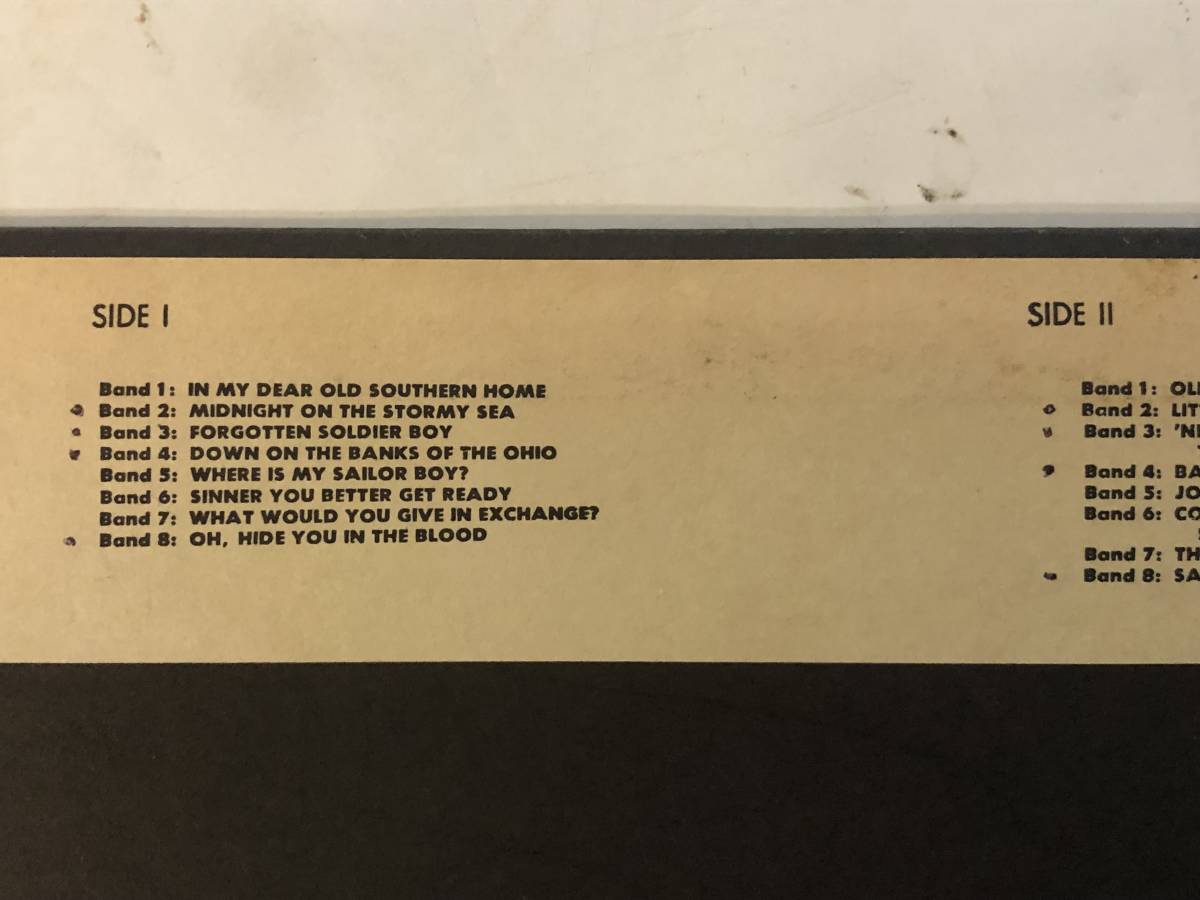 SIDE I
Band 1: IN MY DEAR OLD SOUTHERN HOME
Band 2: MIDNIGHT ON THE STORMY SEA
Band 3: FORGOTTEN SOLDIER BOY
Band 4: DOWN ON THE BANKS OF THE OHIO
Band 5: WHERE IS MY SAILOR BOY?
Band 6: SINNER YOU BETTER GET READY
Band 7: WHAT WOULD YOU GIVE IN EXCHANGE?
Band 8: OH, HIDE YOU IN THE BLOOD
SIDE II
Band 1:
Band 2:
Band 3:
Band 4:
Band 5:
Band 6:
Band 7:
Band 8: